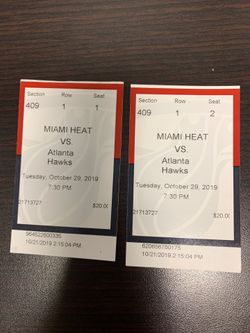 Section Row Seat
409 1 1
MIAMI HEAT
VS.
Atlanta
Hawks
Tuesday, October 29, 2019
7:30 PM
21713727 $20.00
10/21/2019 2:15:04 PM
Section Row Seat
409 1 2
MIAMI HEAT
VS.
Atlanta
Hawks
Tuesday, October 29, 2019
7:30 PM
21713727 $20.00
10/21/2019 2:15:04 PM